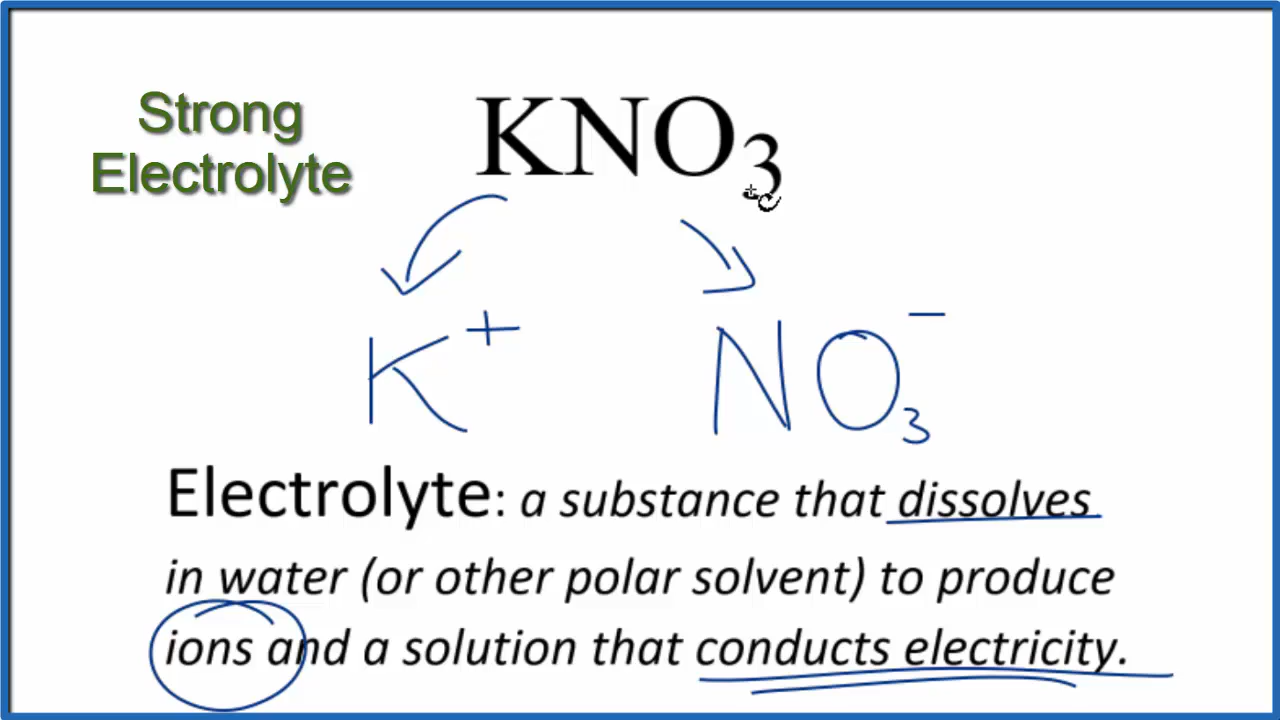 Strong
Electrolyte
KNO₃
K⁺ NO₃⁻
Electrolyte: a substance that dissolves
in water (or other polar solvent) to produce
ions and a solution that conducts electricity.